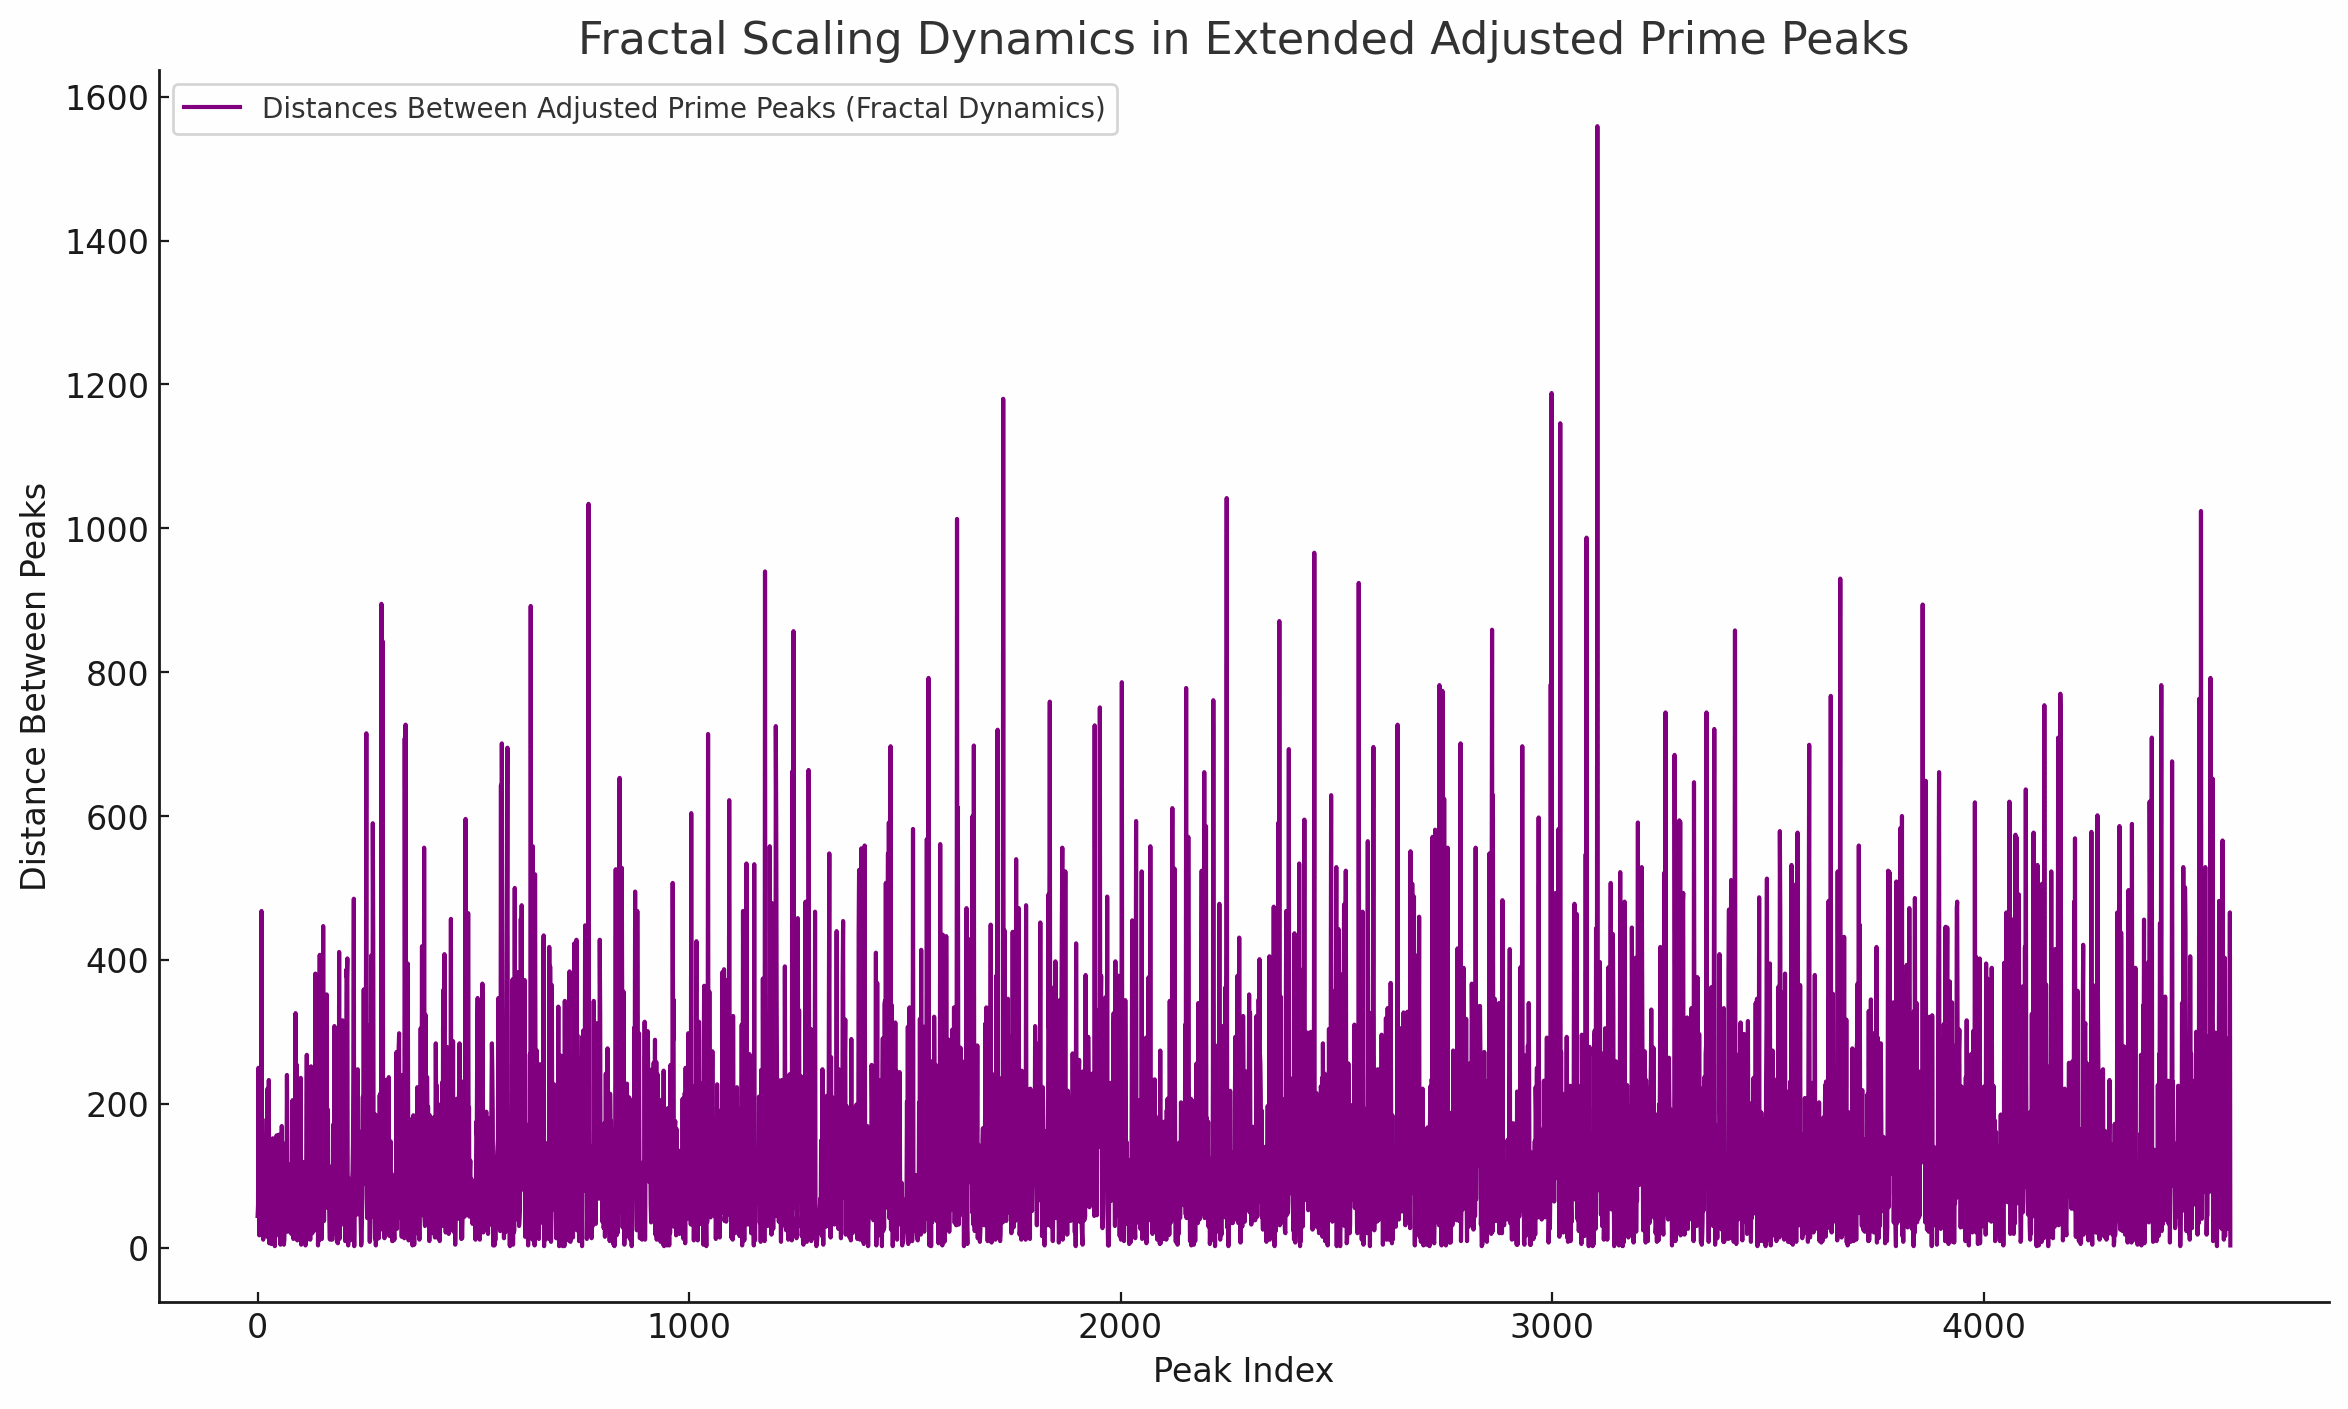 Fractal Scaling Dynamics in Extended Adjusted Prime Peaks
Distances Between Adjusted Prime Peaks (Fractal Dynamics)
Distance Between Peaks
1600
1400
1200
1000
800
600
400
200
0
0 1000 2000 3000 4000
Peak Index